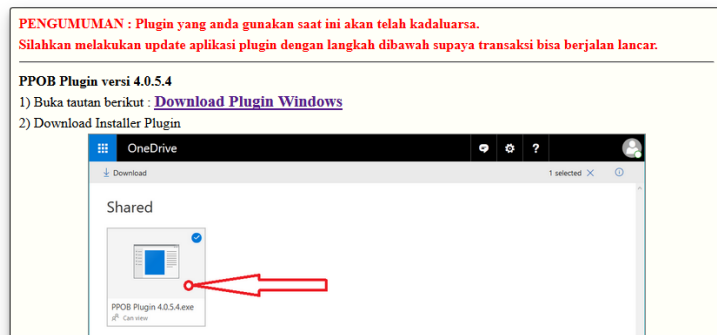 PENGUMUMAN : Plugin yang anda gunakan saat ini akan telah kadaluarsa.
Silahkan melakukan update aplikasi plugin dengan langkah dibawah supaya transaksi bisa berjalan lancar.
PPOB Plugin versi 4.0.5.4
1) Buka tautan berikut : Download Plugin Windows
2) Download Installer Plugin
OneDrive ?
Download 1 selected
Shared
PPOB Plugin 4.0.5.4.exe
Can view